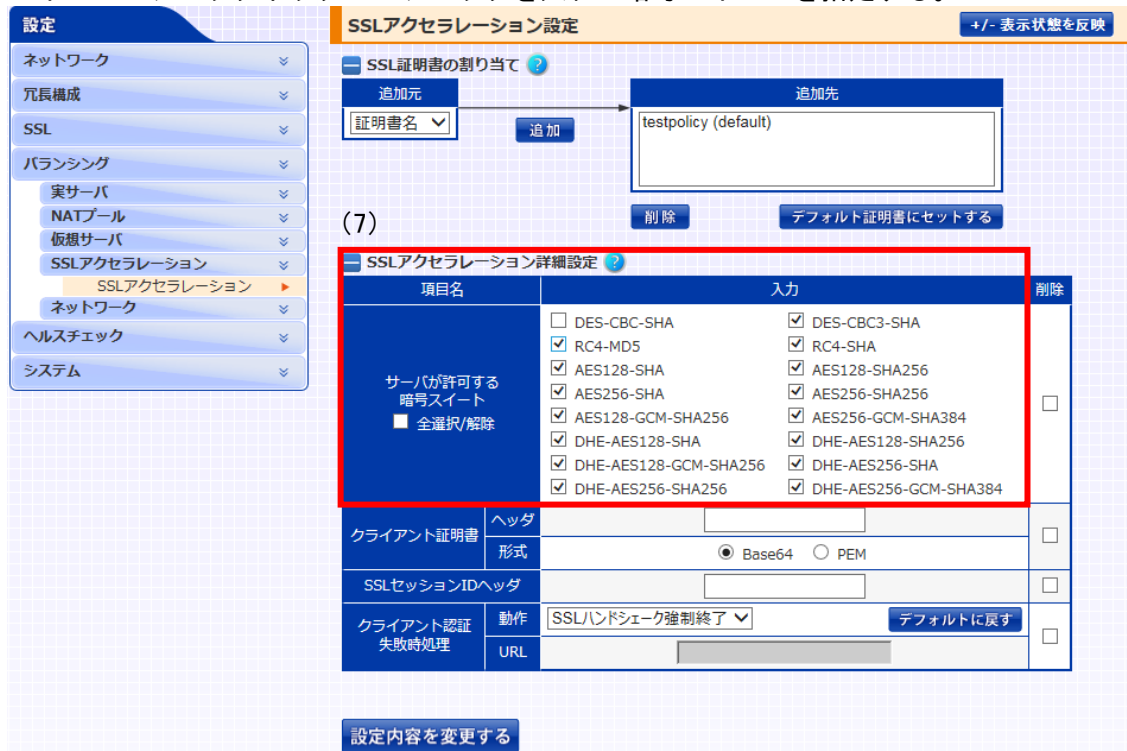 設定
SSLアクセラレーション設定
+/- 表示状態を反映
ネットワーク
冗長構成
SSL
バランシング
実サーバ
NATプール
仮想サーバ
SSLアクセラレーション
SSLアクセラレーション
ネットワーク
ヘルスチェック
システム
SSL証明書の割り当て ?
追加元
追加先
証明書名
追加
testpolicy (default)
削除
デフォルト証明書にセットする
(7)
SSLアクセラレーション詳細設定 ?
項目名
入力
削除
サーバが許可する
暗号スイート
全選択/解除
DES-CBC-SHA
DES-CBC3-SHA
RC4-MD5
RC4-SHA
AES128-SHA
AES128-SHA256
AES256-SHA
AES256-SHA256
AES128-GCM-SHA256
AES256-GCM-SHA384
DHE-AES128-SHA
DHE-AES128-SHA256
DHE-AES128-GCM-SHA256
DHE-AES256-SHA
DHE-AES256-SHA256
DHE-AES256-GCM-SHA384
クライアント証明書
ヘッダ
形式
Base64
PEM
SSLセッションIDヘッダ
クライアント認証
失敗時処理
動作
SSLハンドシェーク強制終了
デフォルトに戻す
URL
設定内容を変更する